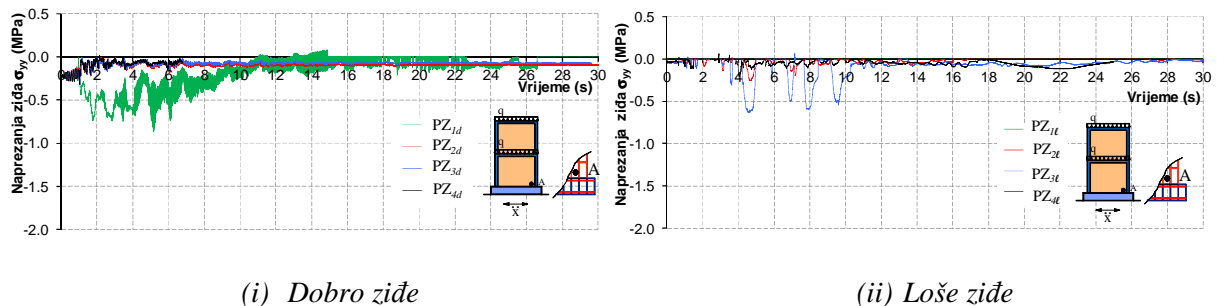 Naprezanja ziđa σyy (MPa)
0.5
0.0
-0.5
-1.0
-1.5
-2.0
0 2 4 6 8 10 12 14 16 18 20 22 24 26 28 30
Vrijeme (s)
PZ1d
PZ2d
PZ3d
PZ4d
q
q
A
ẍ
A
Naprezanja ziđa σyy (MPa)
0.5
0.0
-0.5
-1.0
-1.5
-2.0
0 2 4 6 8 10 12 14 16 18 20 22 24 26 28 30
Vrijeme (s)
PZ1ℓ
PZ2ℓ
PZ3ℓ
PZ4ℓ
q
q
A
ẍ
A
(i) Dobro ziđe
(ii) Loše ziđe